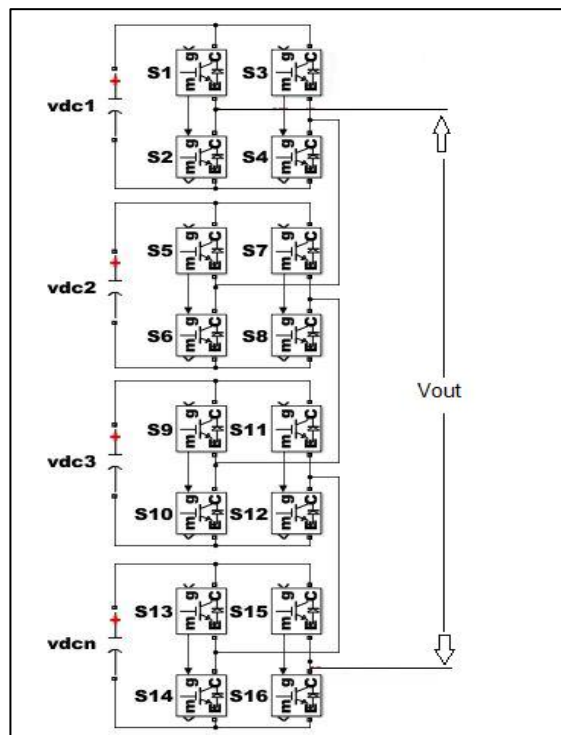 S1 S3
g C g C
m E m E
vdc1
S2 S4
g C g C
m E m E
S5 S7
g C g C
m E m E
vdc2
S6 S8
g C g C
m E m E
S9 S11
g C g C
m E m E
Vout
vdc3
S10 S12
g C g C
m E m E
S13 S15
g C g C
m E m E
vdcn
S14 S16
g C g C
m E m E